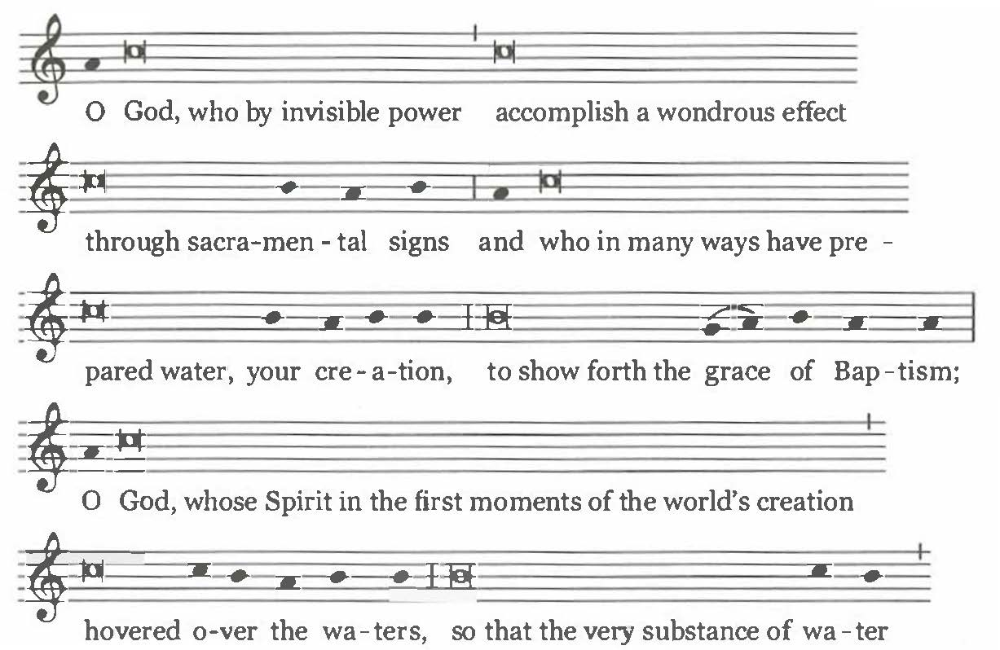 O God, who by invisible power accomplish a wondrous effect
through sacra-men - tal signs and who in many ways have pre -
pared water, your cre - a - tion, to show forth the grace of Bap - tism;
O God, whose Spirit in the first moments of the world's creation
hovered o-ver the wa - ters, so that the very substance of wa - ter